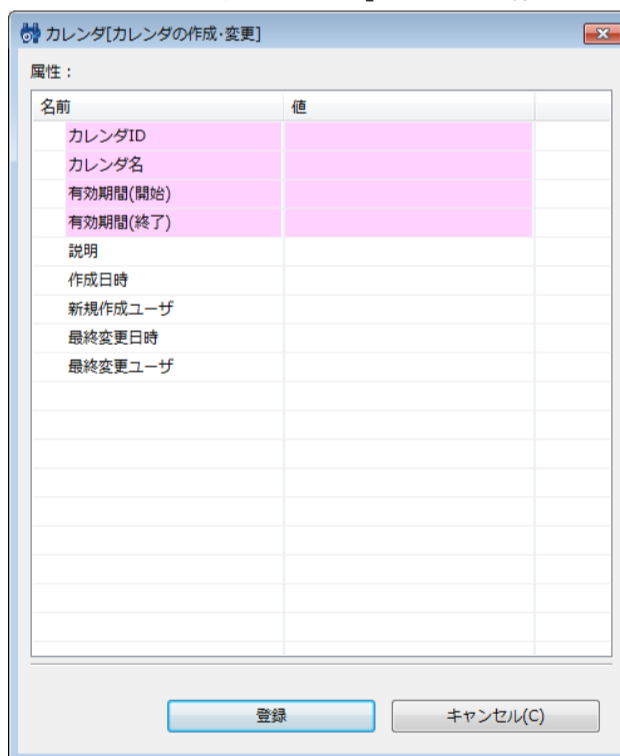 カレンダ[カレンダの作成・変更]
属性：
名前 値
カレンダID
カレンダ名
有効期間(開始)
有効期間(終了)
説明
作成日時
新規作成ユーザ
最終変更日時
最終変更ユーザ
登録 キャンセル(C)